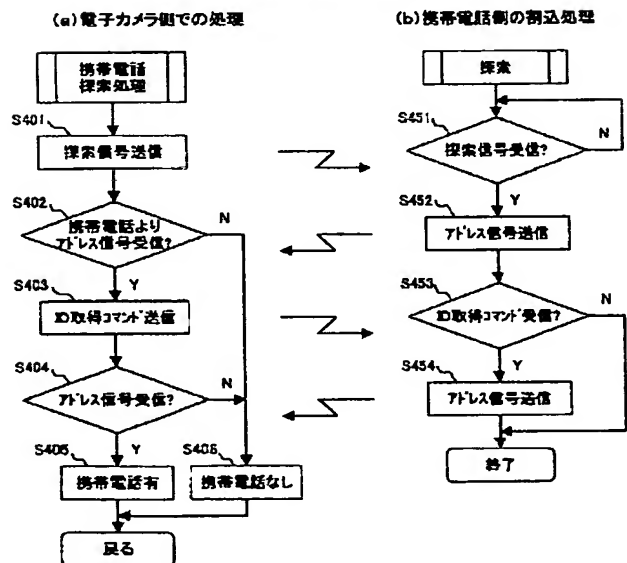 (a)電子カメラ側での処理
携帯電話
探索処理
S401
探索信号送信
S402
携帯電話より
アドレス信号受信?
N
Y
S403
ID取得コマンド送信
S404
アドレス信号受信?
N
Y
S405
携帯電話有
S406
携帯電話なし
戻る
(b)携帯電話側の割込処理
探索
S451
探索信号受信?
N
Y
S452
アドレス信号送信
S453
ID取得コマンド受信?
N
Y
S454
アドレス信号送信
終了